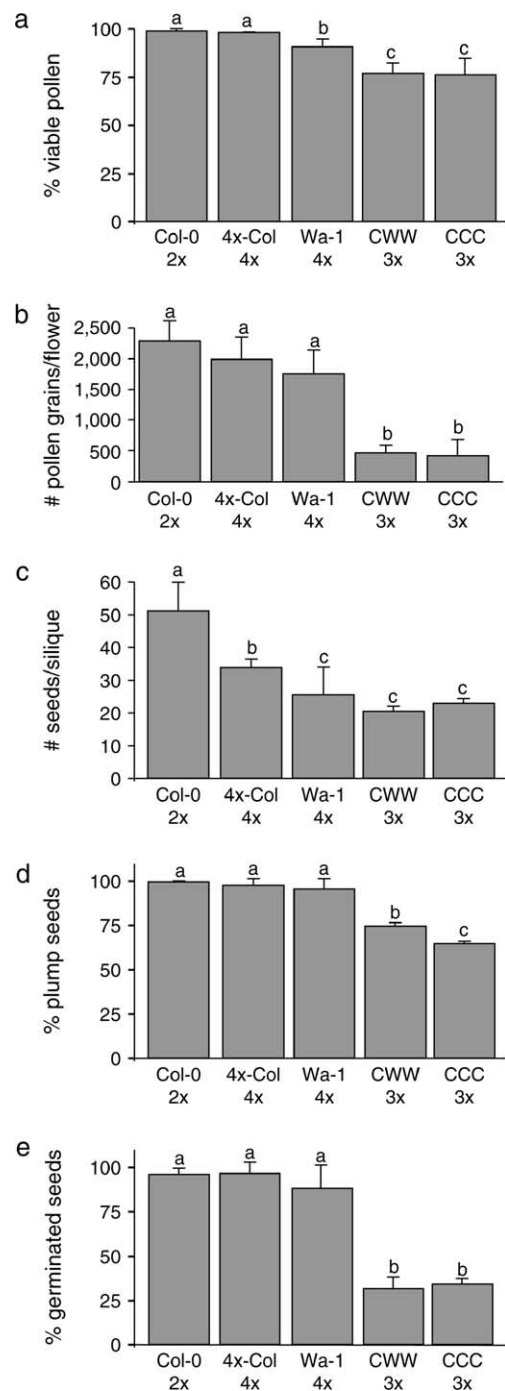 a
% viable pollen
100
75
50
25
0
a a b c c
Col-0 4x-Col Wa-1 CWW CCC
2x 4x 4x 3x 3x
b
# pollen grains/flower
2,500
2,000
1,500
1,000
500
0
a a a b b
Col-0 4x-Col Wa-1 CWW CCC
2x 4x 4x 3x 3x
c
# seeds/silique
60
50
40
30
20
10
0
a b c c c
Col-0 4x-Col Wa-1 CWW CCC
2x 4x 4x 3x 3x
d
% plump seeds
100
75
50
25
0
a a a b c
Col-0 4x-Col Wa-1 CWW CCC
2x 4x 4x 3x 3x
e
% germinated seeds
100
75
50
25
0
a a a b b
Col-0 4x-Col Wa-1 CWW CCC
2x 4x 4x 3x 3x